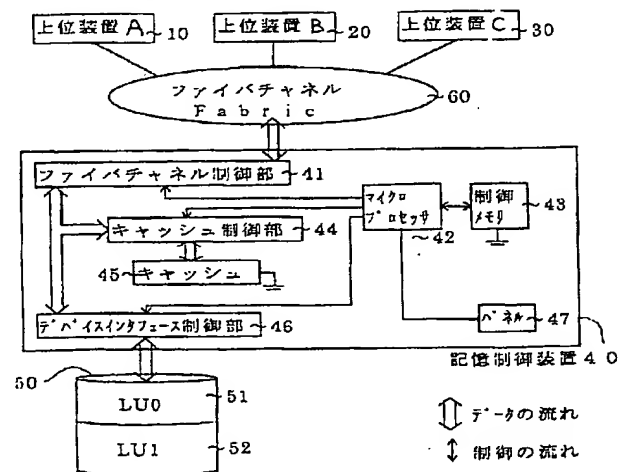 上位装置A 10
上位装置B 20
上位装置C 30
ファイバチャネル
Fabric
60
ファイバチャネル制御部 41
マイクロ
プロセッサ
42
制御
メモリ
43
キャッシュ制御部 44
45 キャッシュ
デバイスインタフェース制御部 46
パネル 47
記憶制御装置40
50
LU0 51
LU1 52
データの流れ
制御の流れ